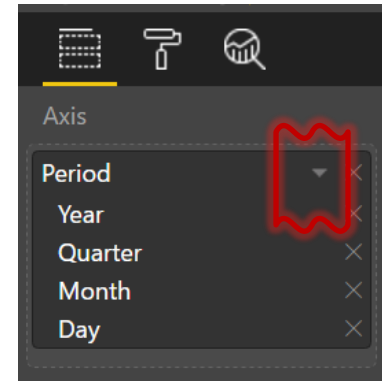 Axis
Period
Year
Quarter
Month
Day